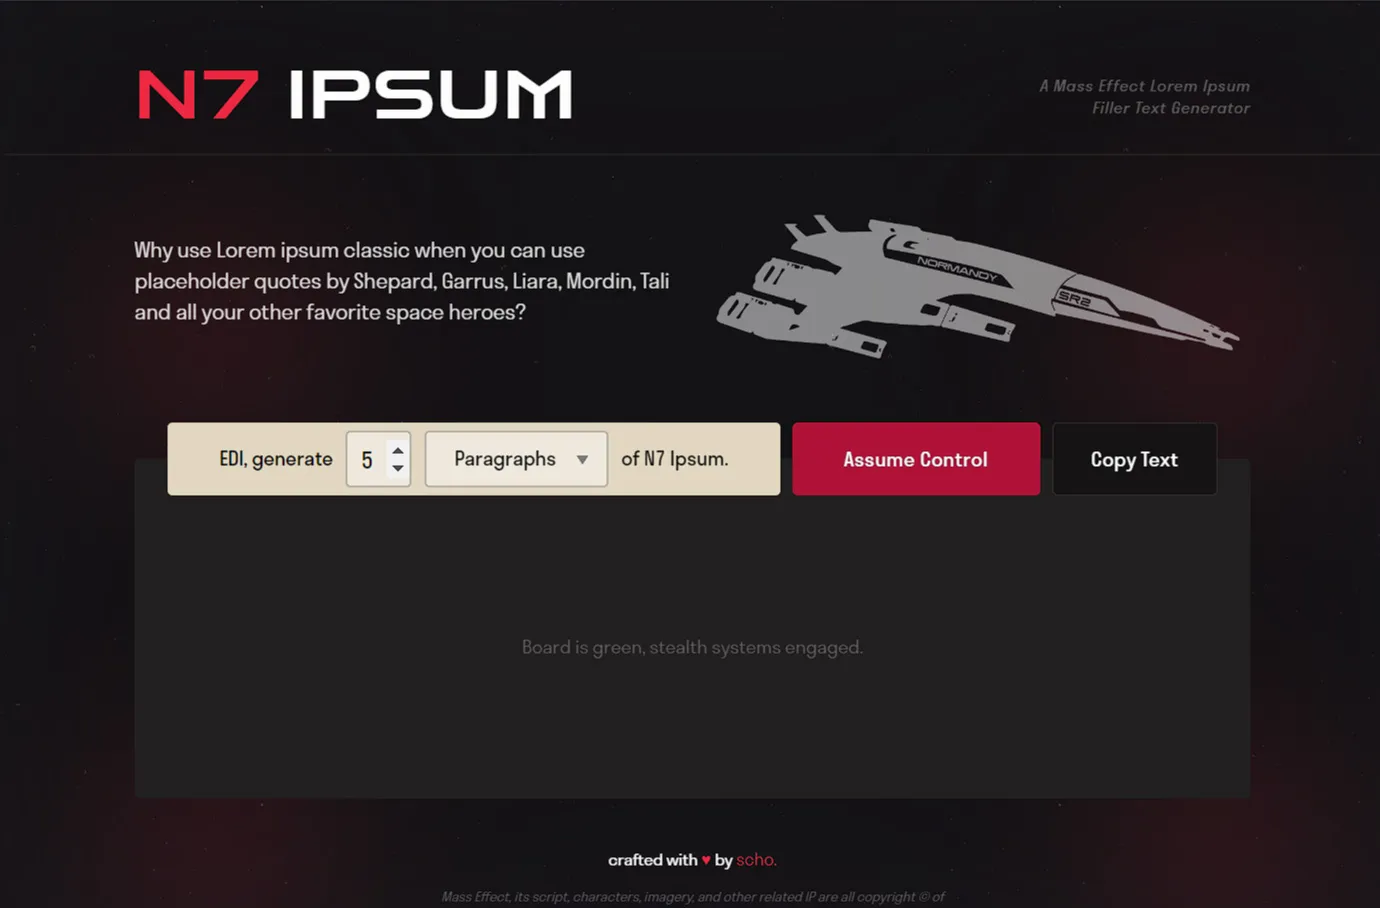 N7 IPSUM
A Mass Effect Lorem Ipsum
Filler Text Generator
Why use Lorem ipsum classic when you can use
placeholder quotes by Shepard, Garrus, Liara, Mordin, Tali
and all your other favorite space heroes?
NORMANDY
SR2
EDI, generate 5 Paragraphs of N7 Ipsum.
Assume Control
Copy Text
Board is green, stealth systems engaged.
crafted with ♥ by scho.
Mass Effect, its script, characters, imagery, and other related IP are all copyright © of